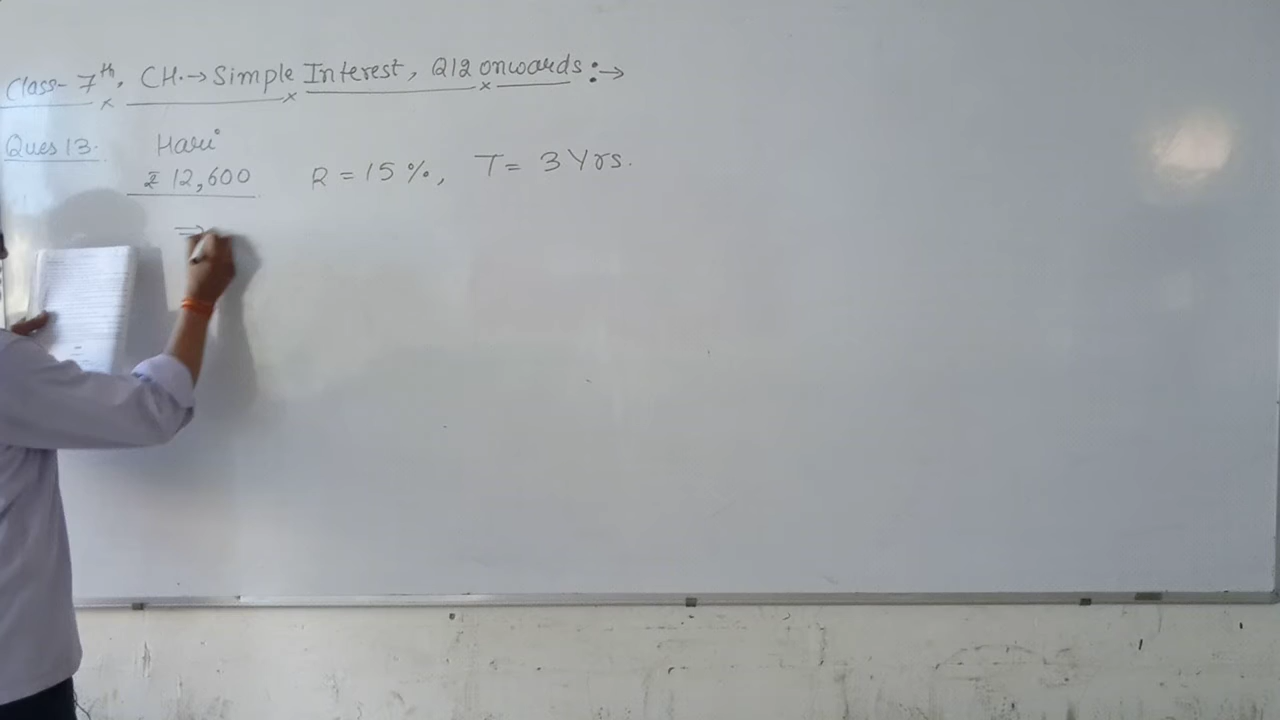 Class- 7th, CH.→Simple Interest, Q12 onwards:→
Ques 13. Hari
₹ 12,600 R = 15 %, T = 3 Yrs.
⇒